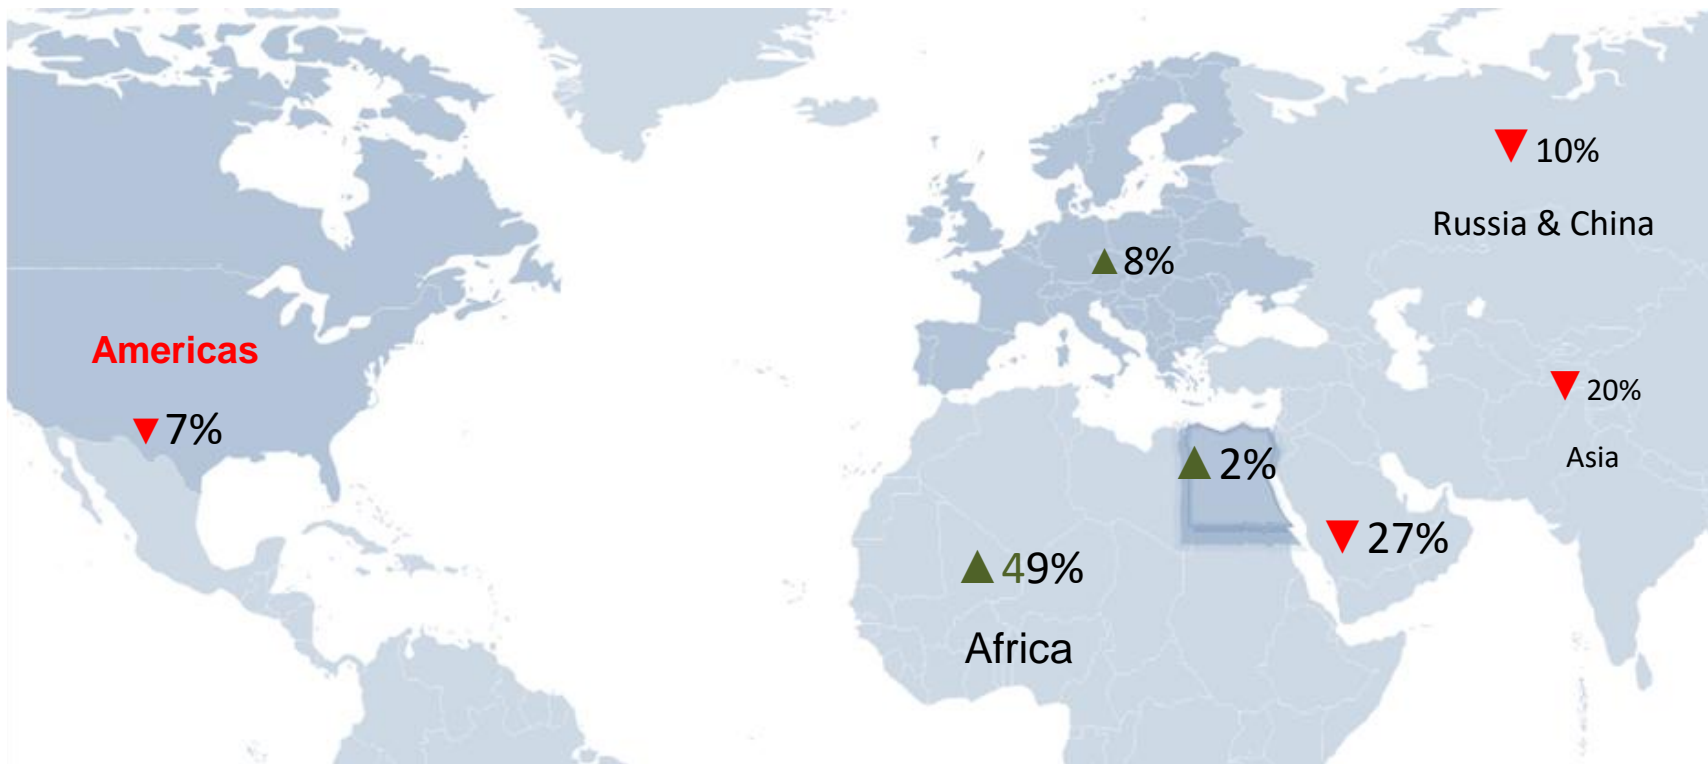 ▼ 10%
Russia & China
▲ 8%
Americas
▼ 7%
▼ 20%
Asia
▲ 2%
▼ 27%
▲ 49%
Africa